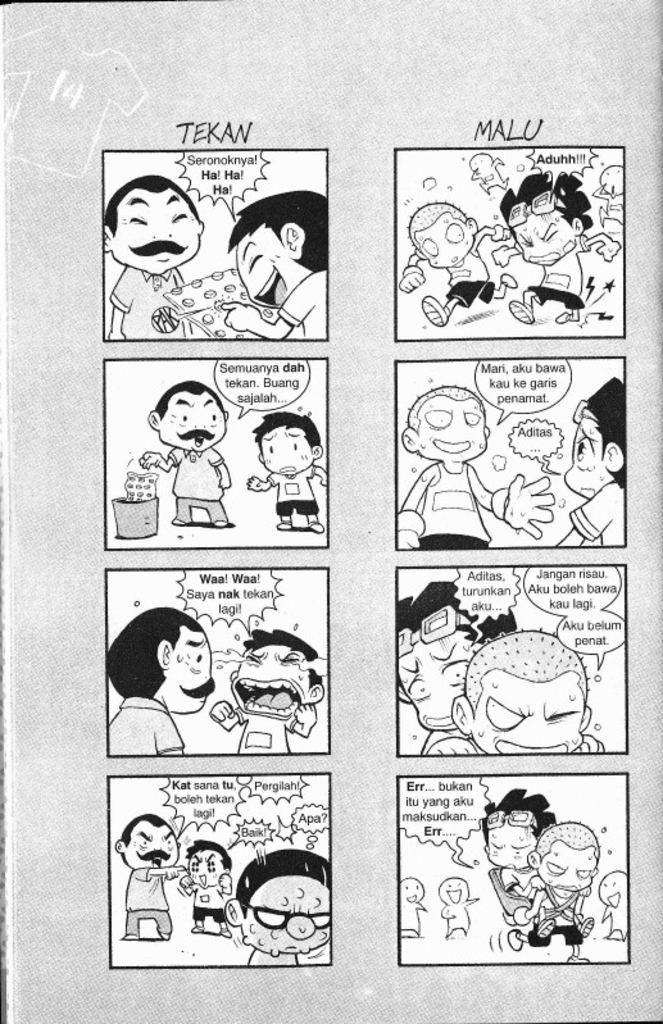 14
TEKAN
Seronoknya!
Ha! Ha!
Ha!
PAK
Semuanya dah
tekan. Buang
sajalah...
Waa! Waa!
Saya nak tekan
lagi!
Kat sana tu,
boleh tekan
lagi!
Pergilah!
Baik!
Apa?
MALU
Aduhh!!!
Mari, aku bawa
kau ke garis
penamat.
Aditas...
Aditas,
turunkan
aku...
Jangan risau.
Aku boleh bawa
kau lagi.
Aku belum
penat.
Err... bukan
itu yang aku
maksudkan...
Err....